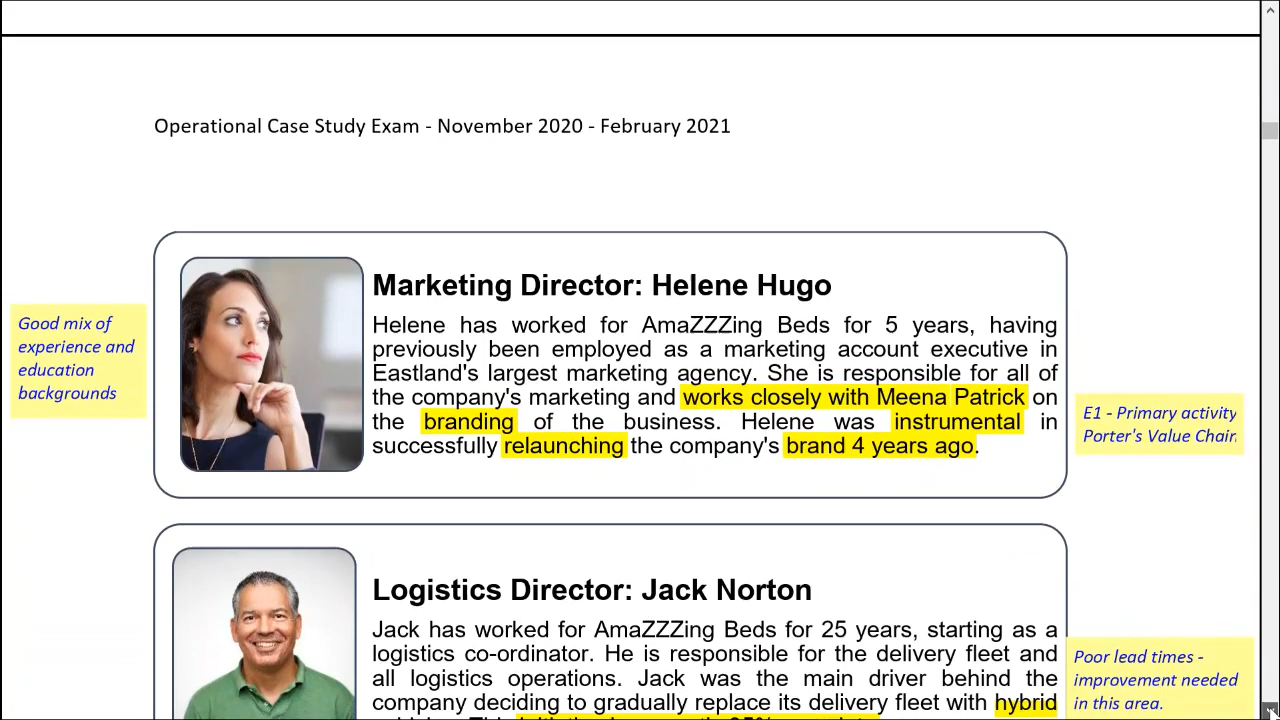 Operational Case Study Exam - November 2020 - February 2021
Marketing Director: Helene Hugo
Helene has worked for AmaZZZing Beds for 5 years, having
previously been employed as a marketing account executive in
Eastland's largest marketing agency. She is responsible for all of
the company's marketing and works closely with Meena Patrick on
the branding of the business. Helene was instrumental in
successfully relaunching the company's brand 4 years ago.
Good mix of
experience and
education
backgrounds
E1 - Primary activity
Porter's Value Chain
Logistics Director: Jack Norton
Jack has worked for AmaZZZing Beds for 25 years, starting as a
logistics co-ordinator. He is responsible for the delivery fleet and
all logistics operations. Jack was the main driver behind the
company deciding to gradually replace its delivery fleet with hybrid
Poor lead times -
improvement needed
in this area.